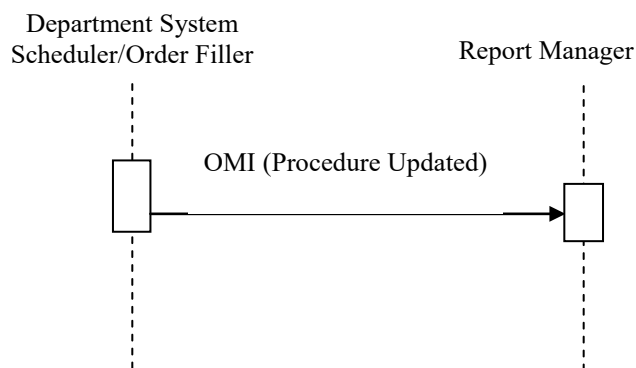 Department System
Scheduler/Order Filler
Report Manager
OMI (Procedure Updated)